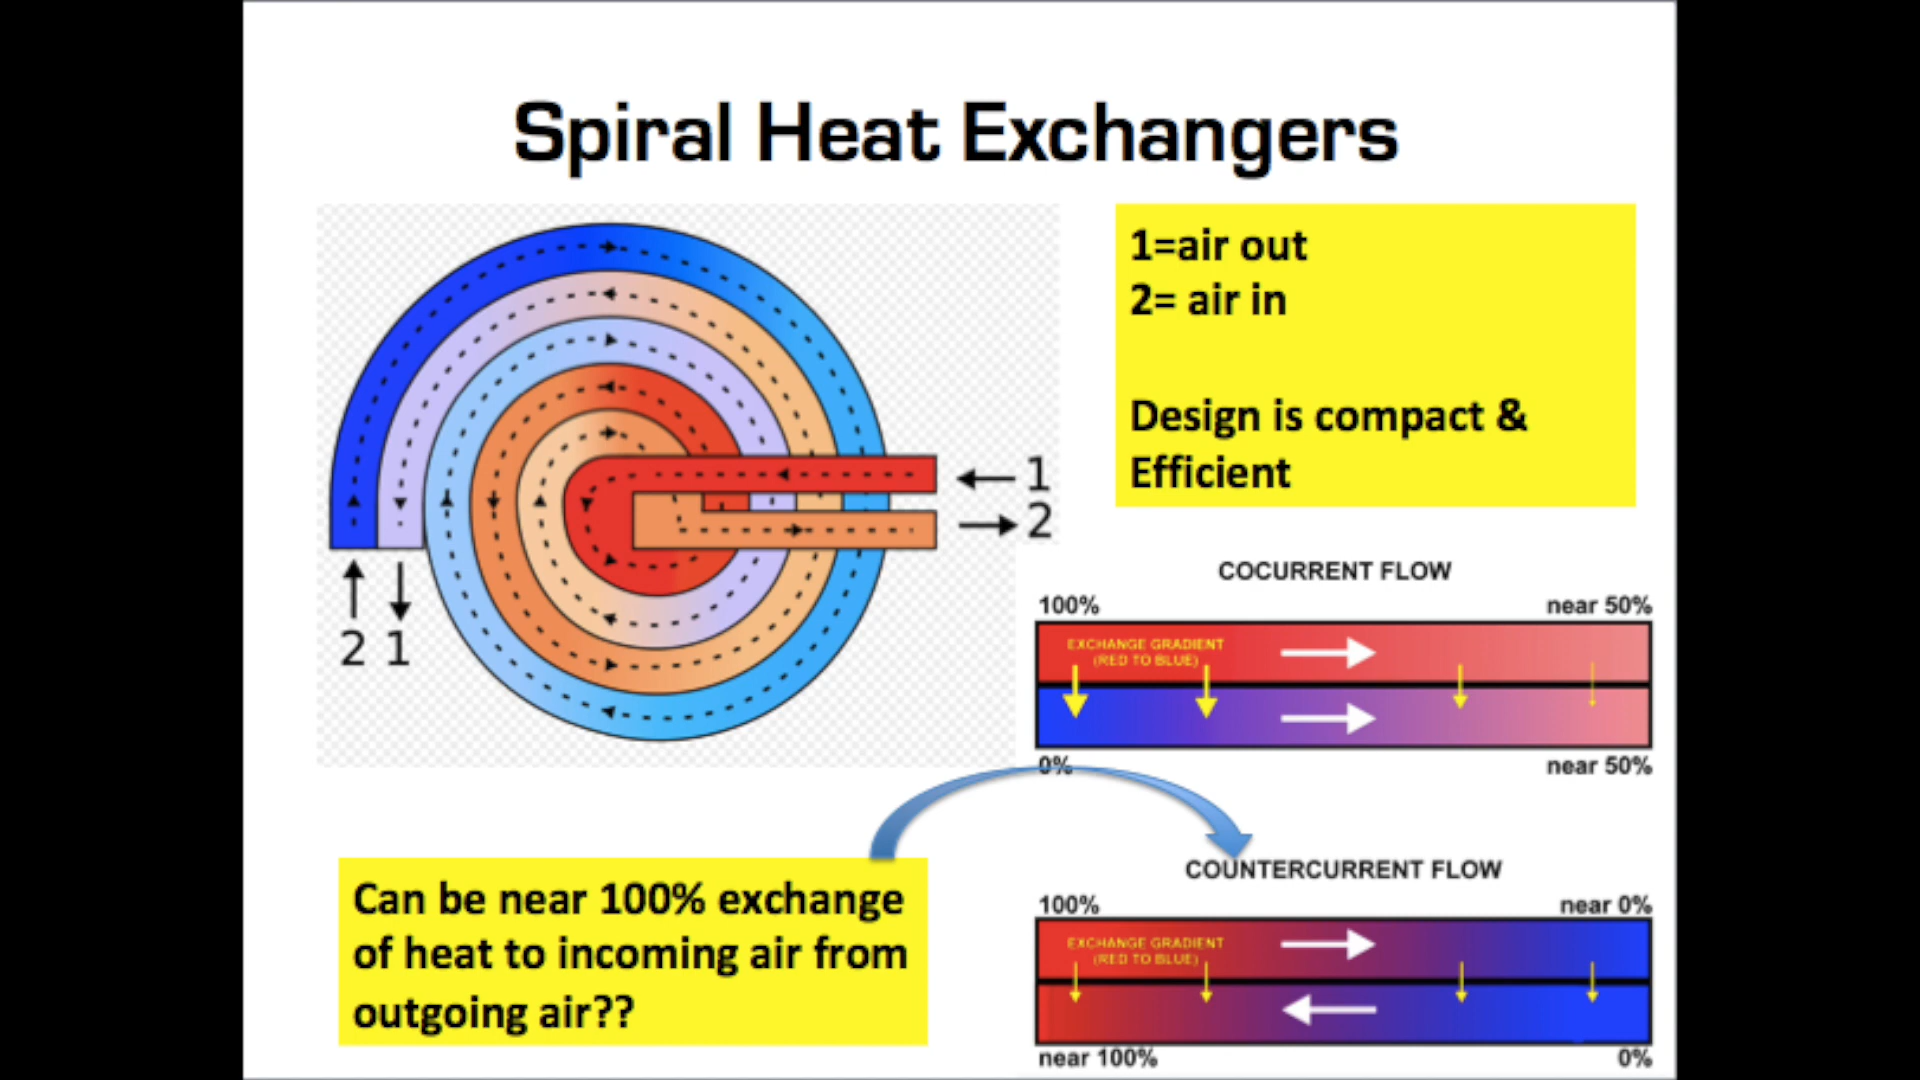 Spiral Heat Exchangers
1=air out
2= air in
Design is compact &
Efficient
1
2
2 1
COCURRENT FLOW
100% near 50%
EXCHANGE GRADIENT
(RED TO BLUE)
0% near 50%
Can be near 100% exchange
of heat to incoming air from
outgoing air??
COUNTERCURRENT FLOW
100% near 0%
EXCHANGE GRADIENT
(RED TO BLUE)
near 100% 0%